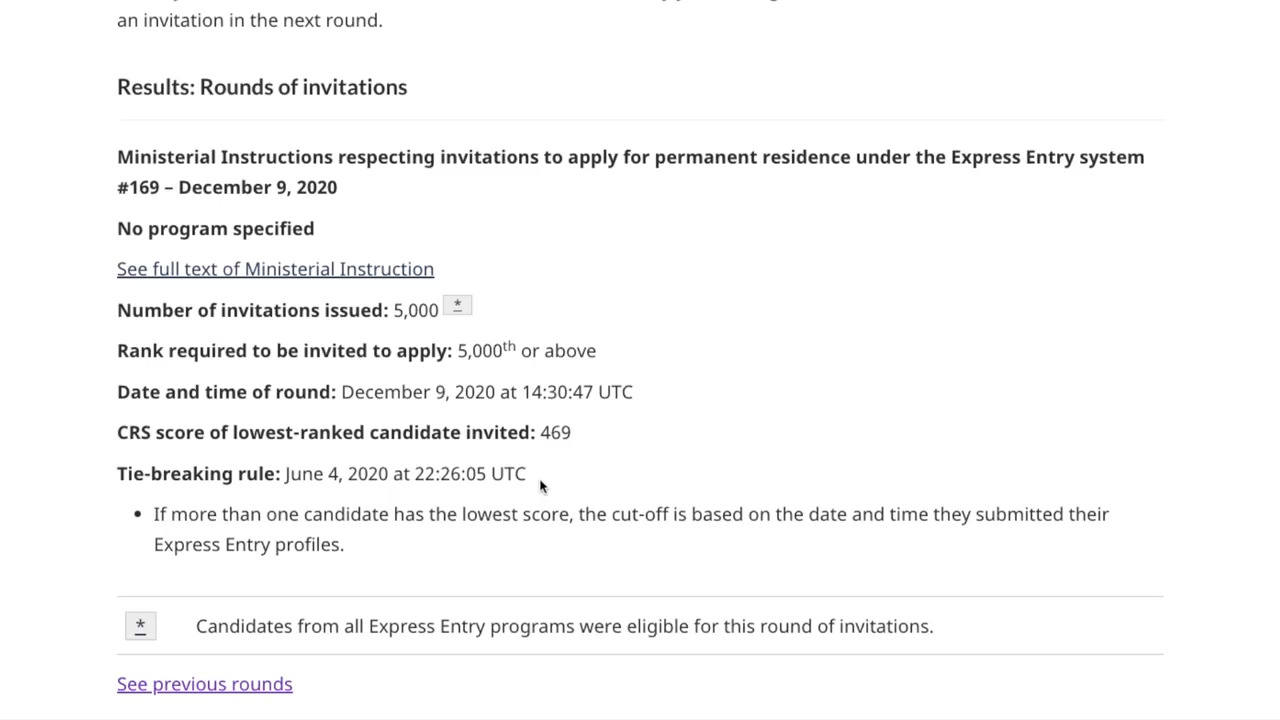 an invitation in the next round.
Results: Rounds of invitations
Ministerial Instructions respecting invitations to apply for permanent residence under the Express Entry system
#169 – December 9, 2020
No program specified
See full text of Ministerial Instruction
Number of invitations issued: 5,000 *
Rank required to be invited to apply: 5,000th or above
Date and time of round: December 9, 2020 at 14:30:47 UTC
CRS score of lowest-ranked candidate invited: 469
Tie-breaking rule: June 4, 2020 at 22:26:05 UTC
• If more than one candidate has the lowest score, the cut-off is based on the date and time they submitted their
Express Entry profiles.
* Candidates from all Express Entry programs were eligible for this round of invitations.
See previous rounds